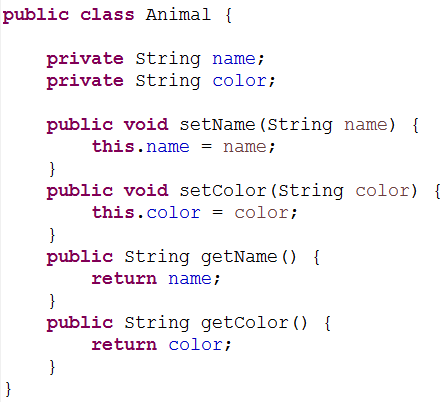 public class Animal {
private String name;
private String color;
public void setName(String name) {
this.name = name;
}
public void setColor(String color) {
this.color = color;
}
public String getName() {
return name;
}
public String getColor() {
return color;
}
}